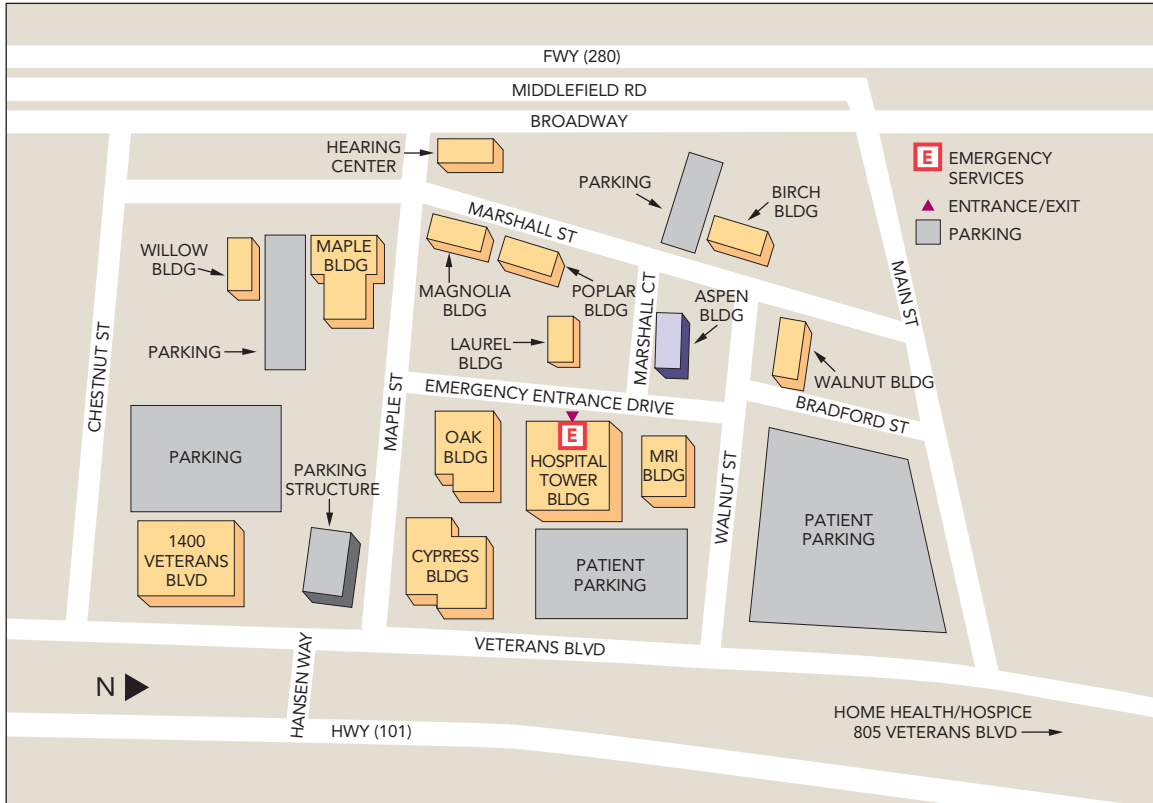 FWY (280)
MIDDLEFIELD RD
BROADWAY
HEARING
CENTER
E
EMERGENCY
SERVICES
ENTRANCE/EXIT
PARKING
PARKING
BIRCH
BLDG
MARSHALL ST
WILLOW
BLDG
MAPLE
BLDG
MAGNOLIA
BLDG
POPLAR
BLDG
MARSHALL CT
ASPEN
BLDG
MAIN ST
CHESTNUT ST
PARKING
LAUREL
BLDG
WALNUT BLDG
MAPLE ST
EMERGENCY ENTRANCE DRIVE
BRADFORD ST
PARKING
PARKING
STRUCTURE
OAK
BLDG
E
HOSPITAL
TOWER
BLDG
MRI
BLDG
WALNUT ST
PATIENT
PARKING
1400
VETERANS
BLVD
CYPRESS
BLDG
PATIENT
PARKING
HANSEN WAY
VETERANS BLVD
N
HWY (101)
HOME HEALTH/HOSPICE
805 VETERANS BLVD